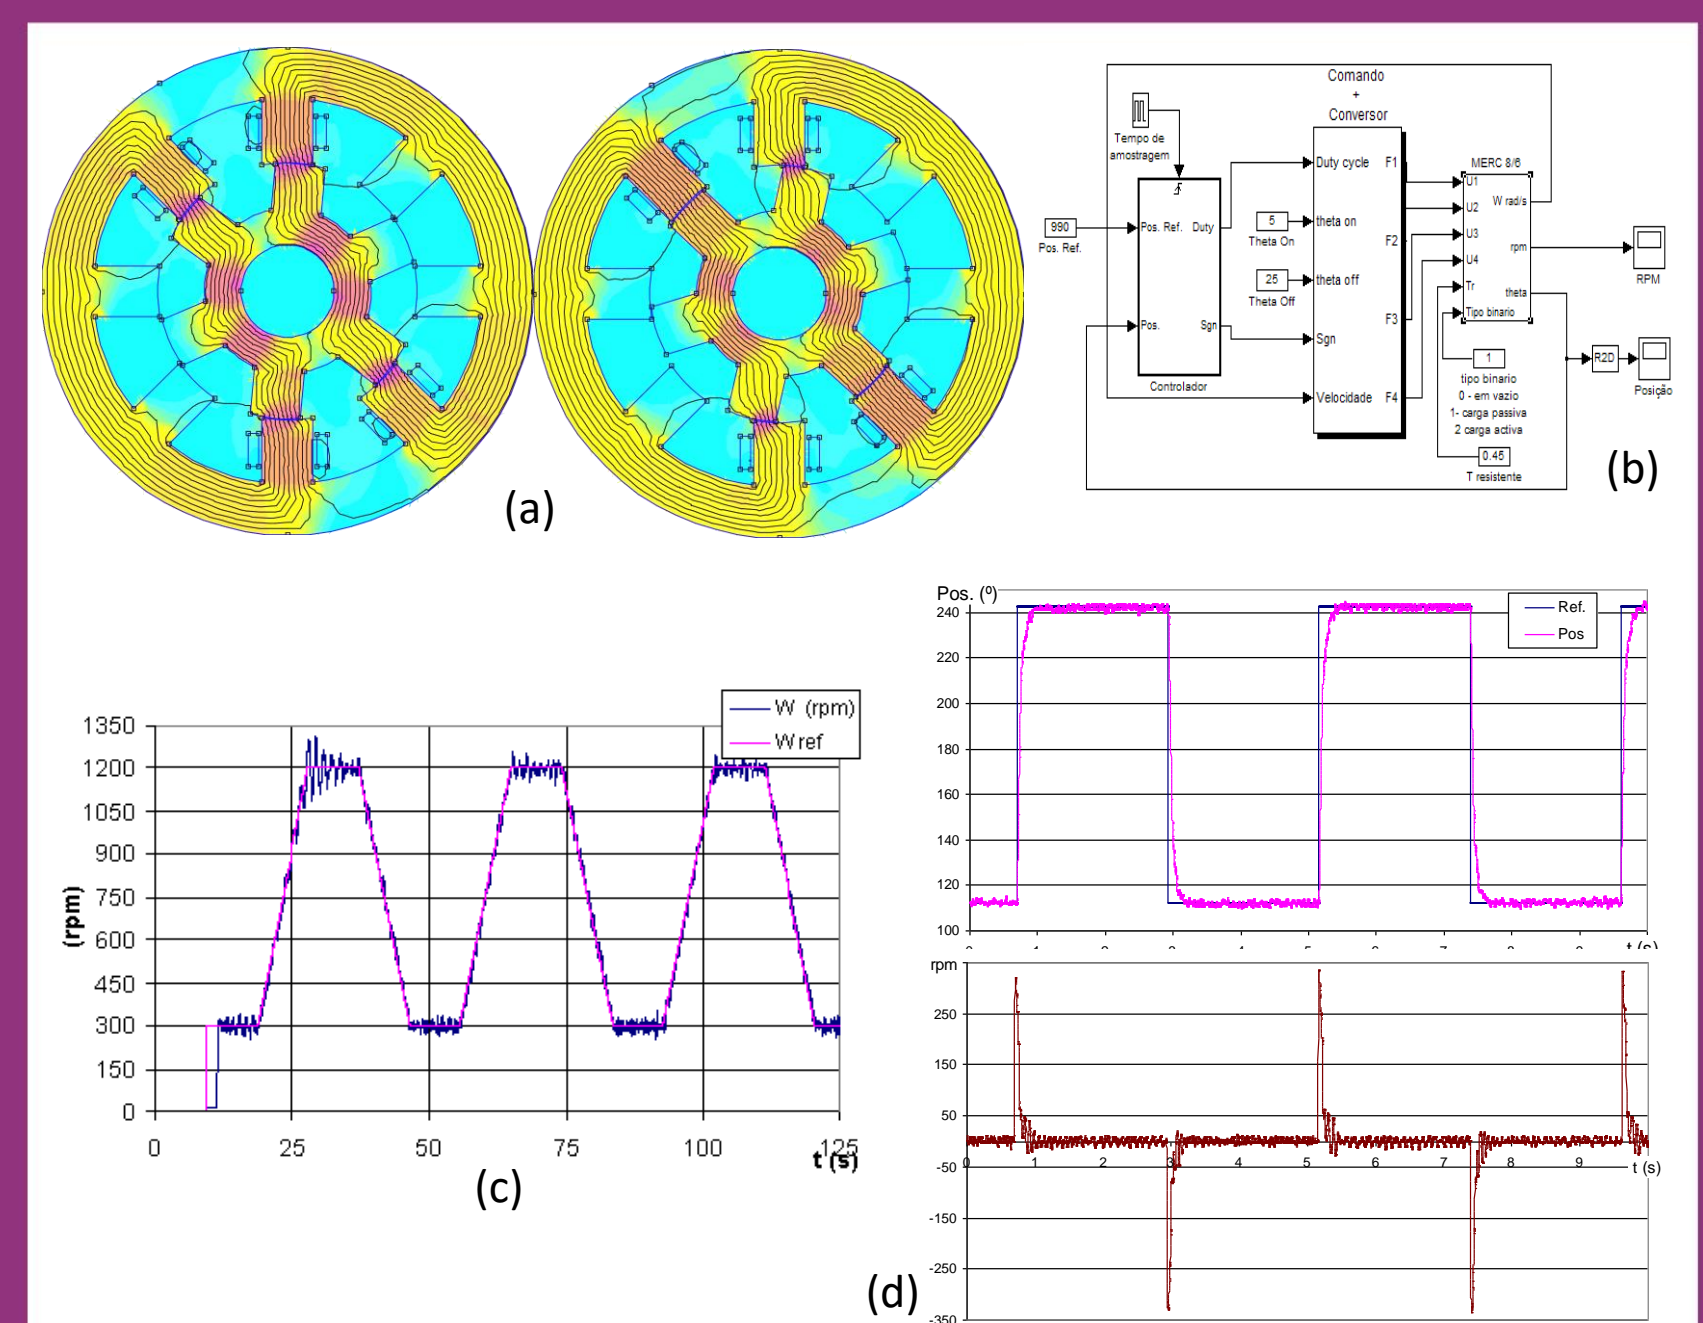 (a)
Comando
+
Conversor
Tempo de
amostragem
990
Pos. Ref.
Pos. Ref.
Duty
Pos.
Sgn
Controlador
5
Theta On
25
Theta Off
Duty cycle
theta on
theta off
Sgn
Velocidade
F1
F2
F3
F4
MERC 8/6
U1
U2
U3
U4
Tr
Tipo binario
W rad/s
rpm
theta
RPM
R2D
Posição
1
tipo binario
0 - em vazio
1- carga passiva
2 carga activa
0.45
T resistente
(b)
W (rpm)
W ref
1350
1200
1050
900
750
600
450
300
150
0
(rpm)
0 25 50 75 100 125
t (s)
(c)
Pos. (º)
Ref.
Pos
240
220
200
180
160
140
120
100
t (s)
rpm
250
150
50
-50
-150
-250
-350
0 1 2 3 4 5 6 7 8 9
t (s)
(d)